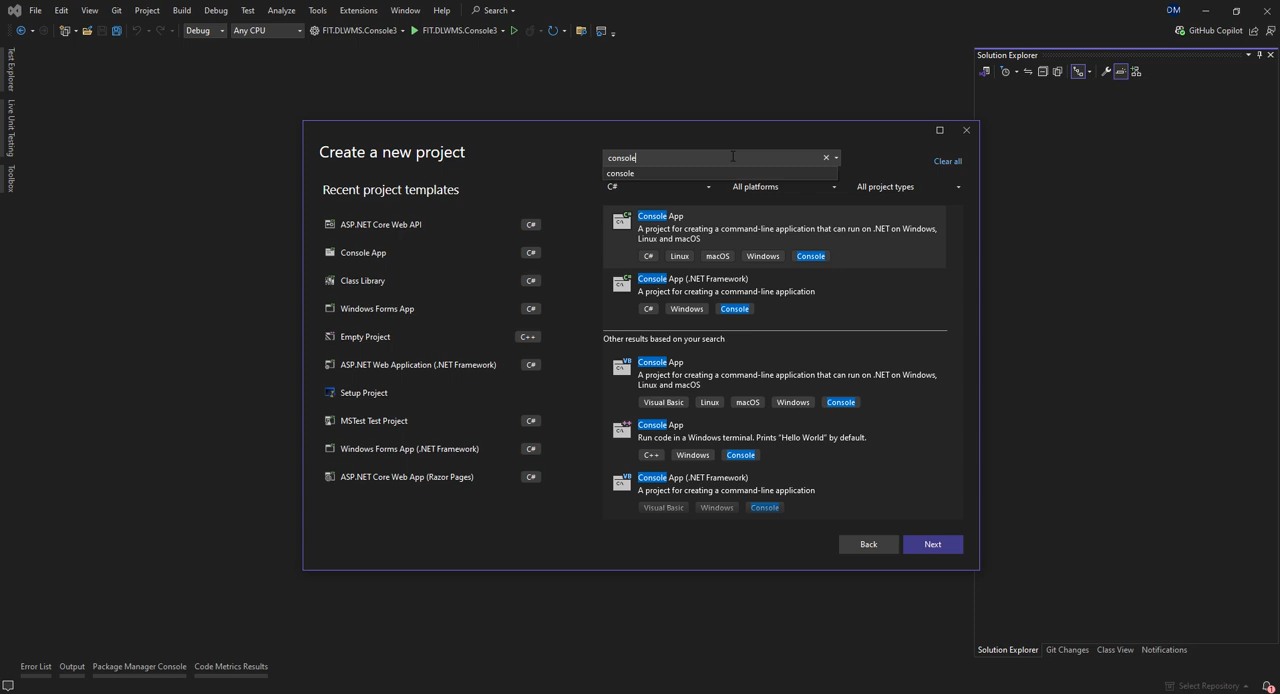 File Edit View Git Project Build Debug Test Analyze Tools Extensions Window Help Search OM
Debug Any CPU FIT.DLWMS.Console3 FIT.DLWMS.Console3 GitHub Copilot
Test Explorer
Live Unit Testing
Toolbox
Solution Explorer
Create a new project
Recent project templates
ASP.NET Core Web API C#
Console App C#
Class Library C#
Windows Forms App C#
Empty Project C++
ASP.NET Web Application (.NET Framework) C#
Setup Project
MSTest Test Project C#
Windows Forms App (.NET Framework) C#
ASP.NET Core Web App (Razor Pages) C#
console
Clear all
console
C# All platforms All project types
Console App
A project for creating a command-line application that can run on .NET on Windows,
Linux and macOS
C# Linux macOS Windows Console
Console App (.NET Framework)
A project for creating a command-line application
C# Windows Console
Other results based on your search
Console App
A project for creating a command-line application that can run on .NET on Windows,
Linux and macOS
Visual Basic Linux macOS Windows Console
Console App
Run code in a Windows terminal. Prints "Hello World" by default.
C++ Windows Console
Console App (.NET Framework)
A project for creating a command-line application
Visual Basic Windows Console
Back Next
Solution Explorer Git Changes Class View Notifications
Error List Output Package Manager Console Code Metrics Results
Select Repository